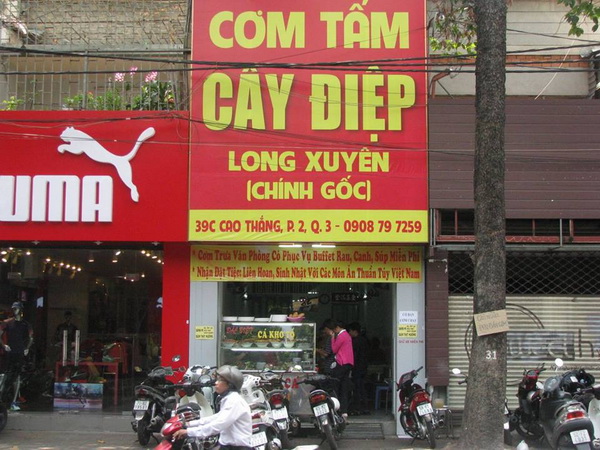 CƠM TẤM
CÂY ĐIỆP
LONG XUYÊN
(CHÍNH GỐC)
39C CAO THẮNG, P. 2, Q. 3 - 0908 79 7259
* Cơm Trưa Văn Phòng Có Phục Vụ Buffet Rau, Canh, Súp Miễn Phí
* Nhận Đặt Tiệc: Liên Hoan, Sinh Nhật Với Các Món Ăn Thuần Túy Việt Nam
UMA
CÁ KHO TỘ
31